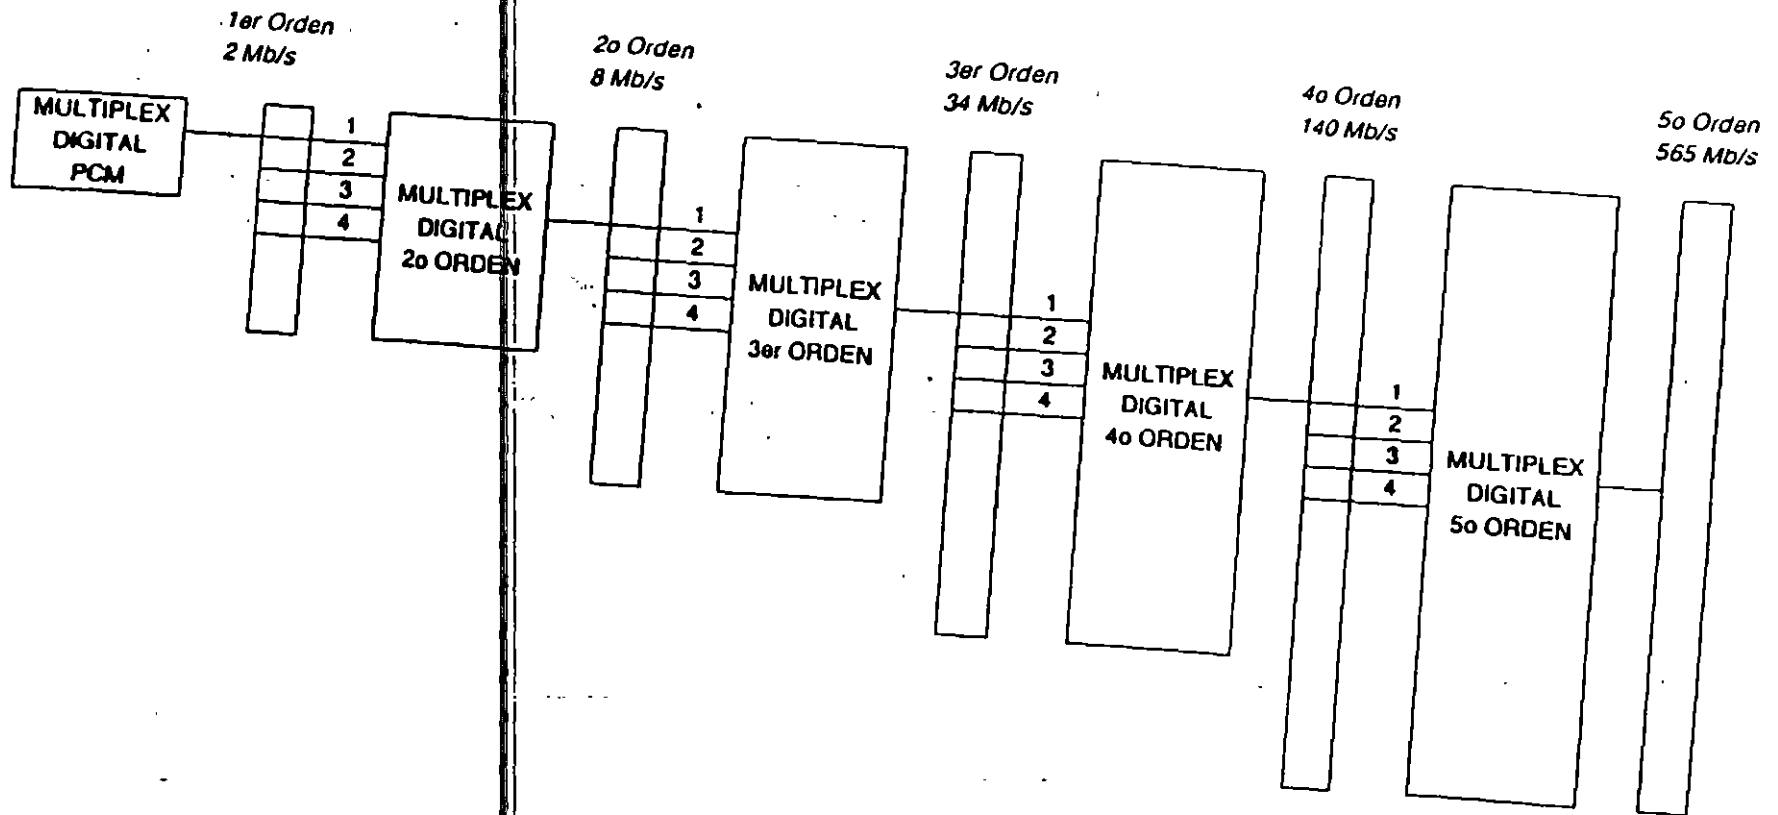 1er Orden
2 Mb/s
MULTIPLEX
DIGITAL
PCM
1
2
3
4
MULTIPLEX
DIGITAL
2o ORDEN
2o Orden
8 Mb/s
1
2
3
4
MULTIPLEX
DIGITAL
3er ORDEN
3er Orden
34 Mb/s
1
2
3
4
MULTIPLEX
DIGITAL
4o ORDEN
4o Orden
140 Mb/s
1
2
3
4
MULTIPLEX
DIGITAL
5o ORDEN
5o Orden
565 Mb/s